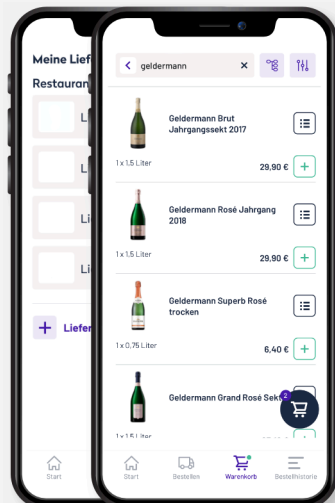 Meine Lief
Restauran
Li
Li
Li
Li
+ Liefer
Start
geldermann
Geldermann Brut
Jahrgangssekt 2017
1 x 1,5 Liter
29,90 €
Geldermann Rosé Jahrgang
2018
1 x 1,5 Liter
29,90 €
Geldermann Superb Rosé
trocken
1 x 0,75 Liter
6,40 €
Geldermann Grand Rosé Sekt
2
1 x 1,5 Liter
Start
Bestellen
Warenkorb
Bestellhistorie